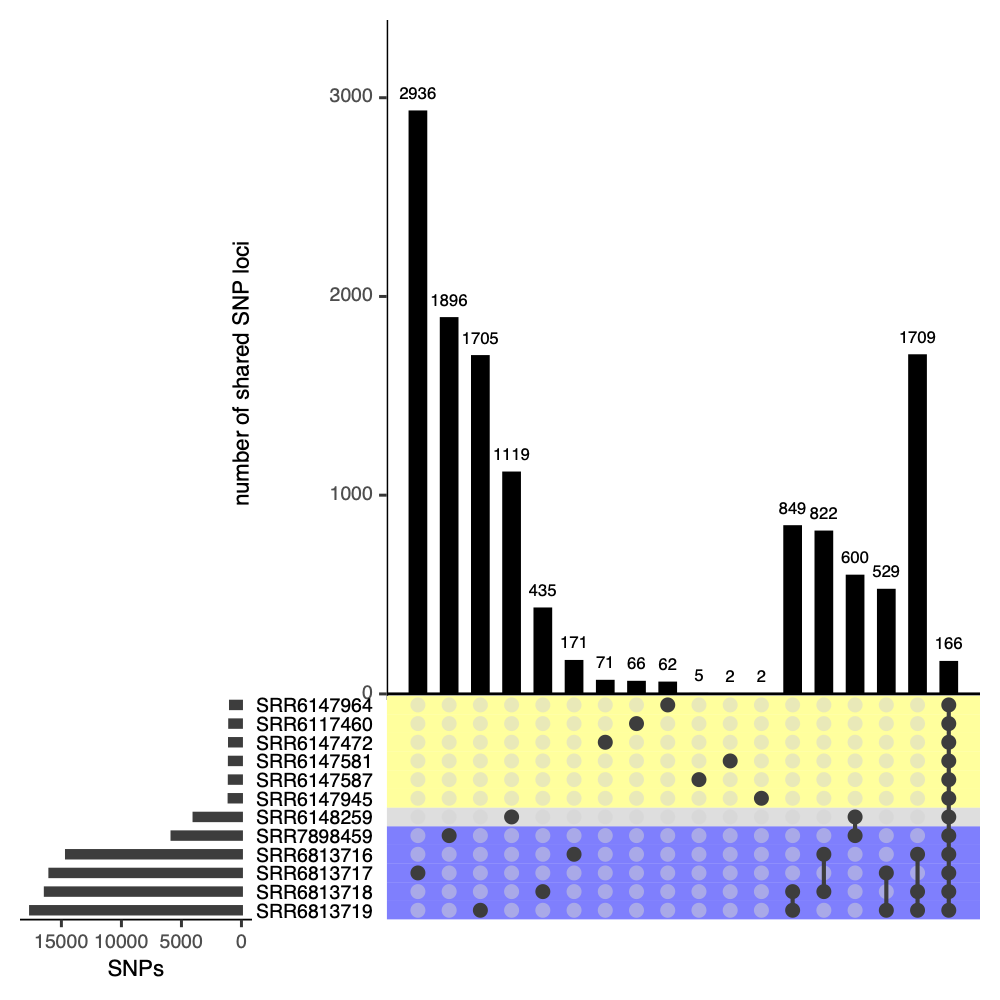 number of shared SNP loci
3000
2000
1000
0
2936
1896
1705
1119
435
171
71
66
62
5
2
2
849
822
600
529
1709
166
SRR6147964
SRR6117460
SRR6147472
SRR6147581
SRR6147587
SRR6147945
SRR6148259
SRR7898459
SRR6813716
SRR6813717
SRR6813718
SRR6813719
15000 10000 5000 0
SNPs